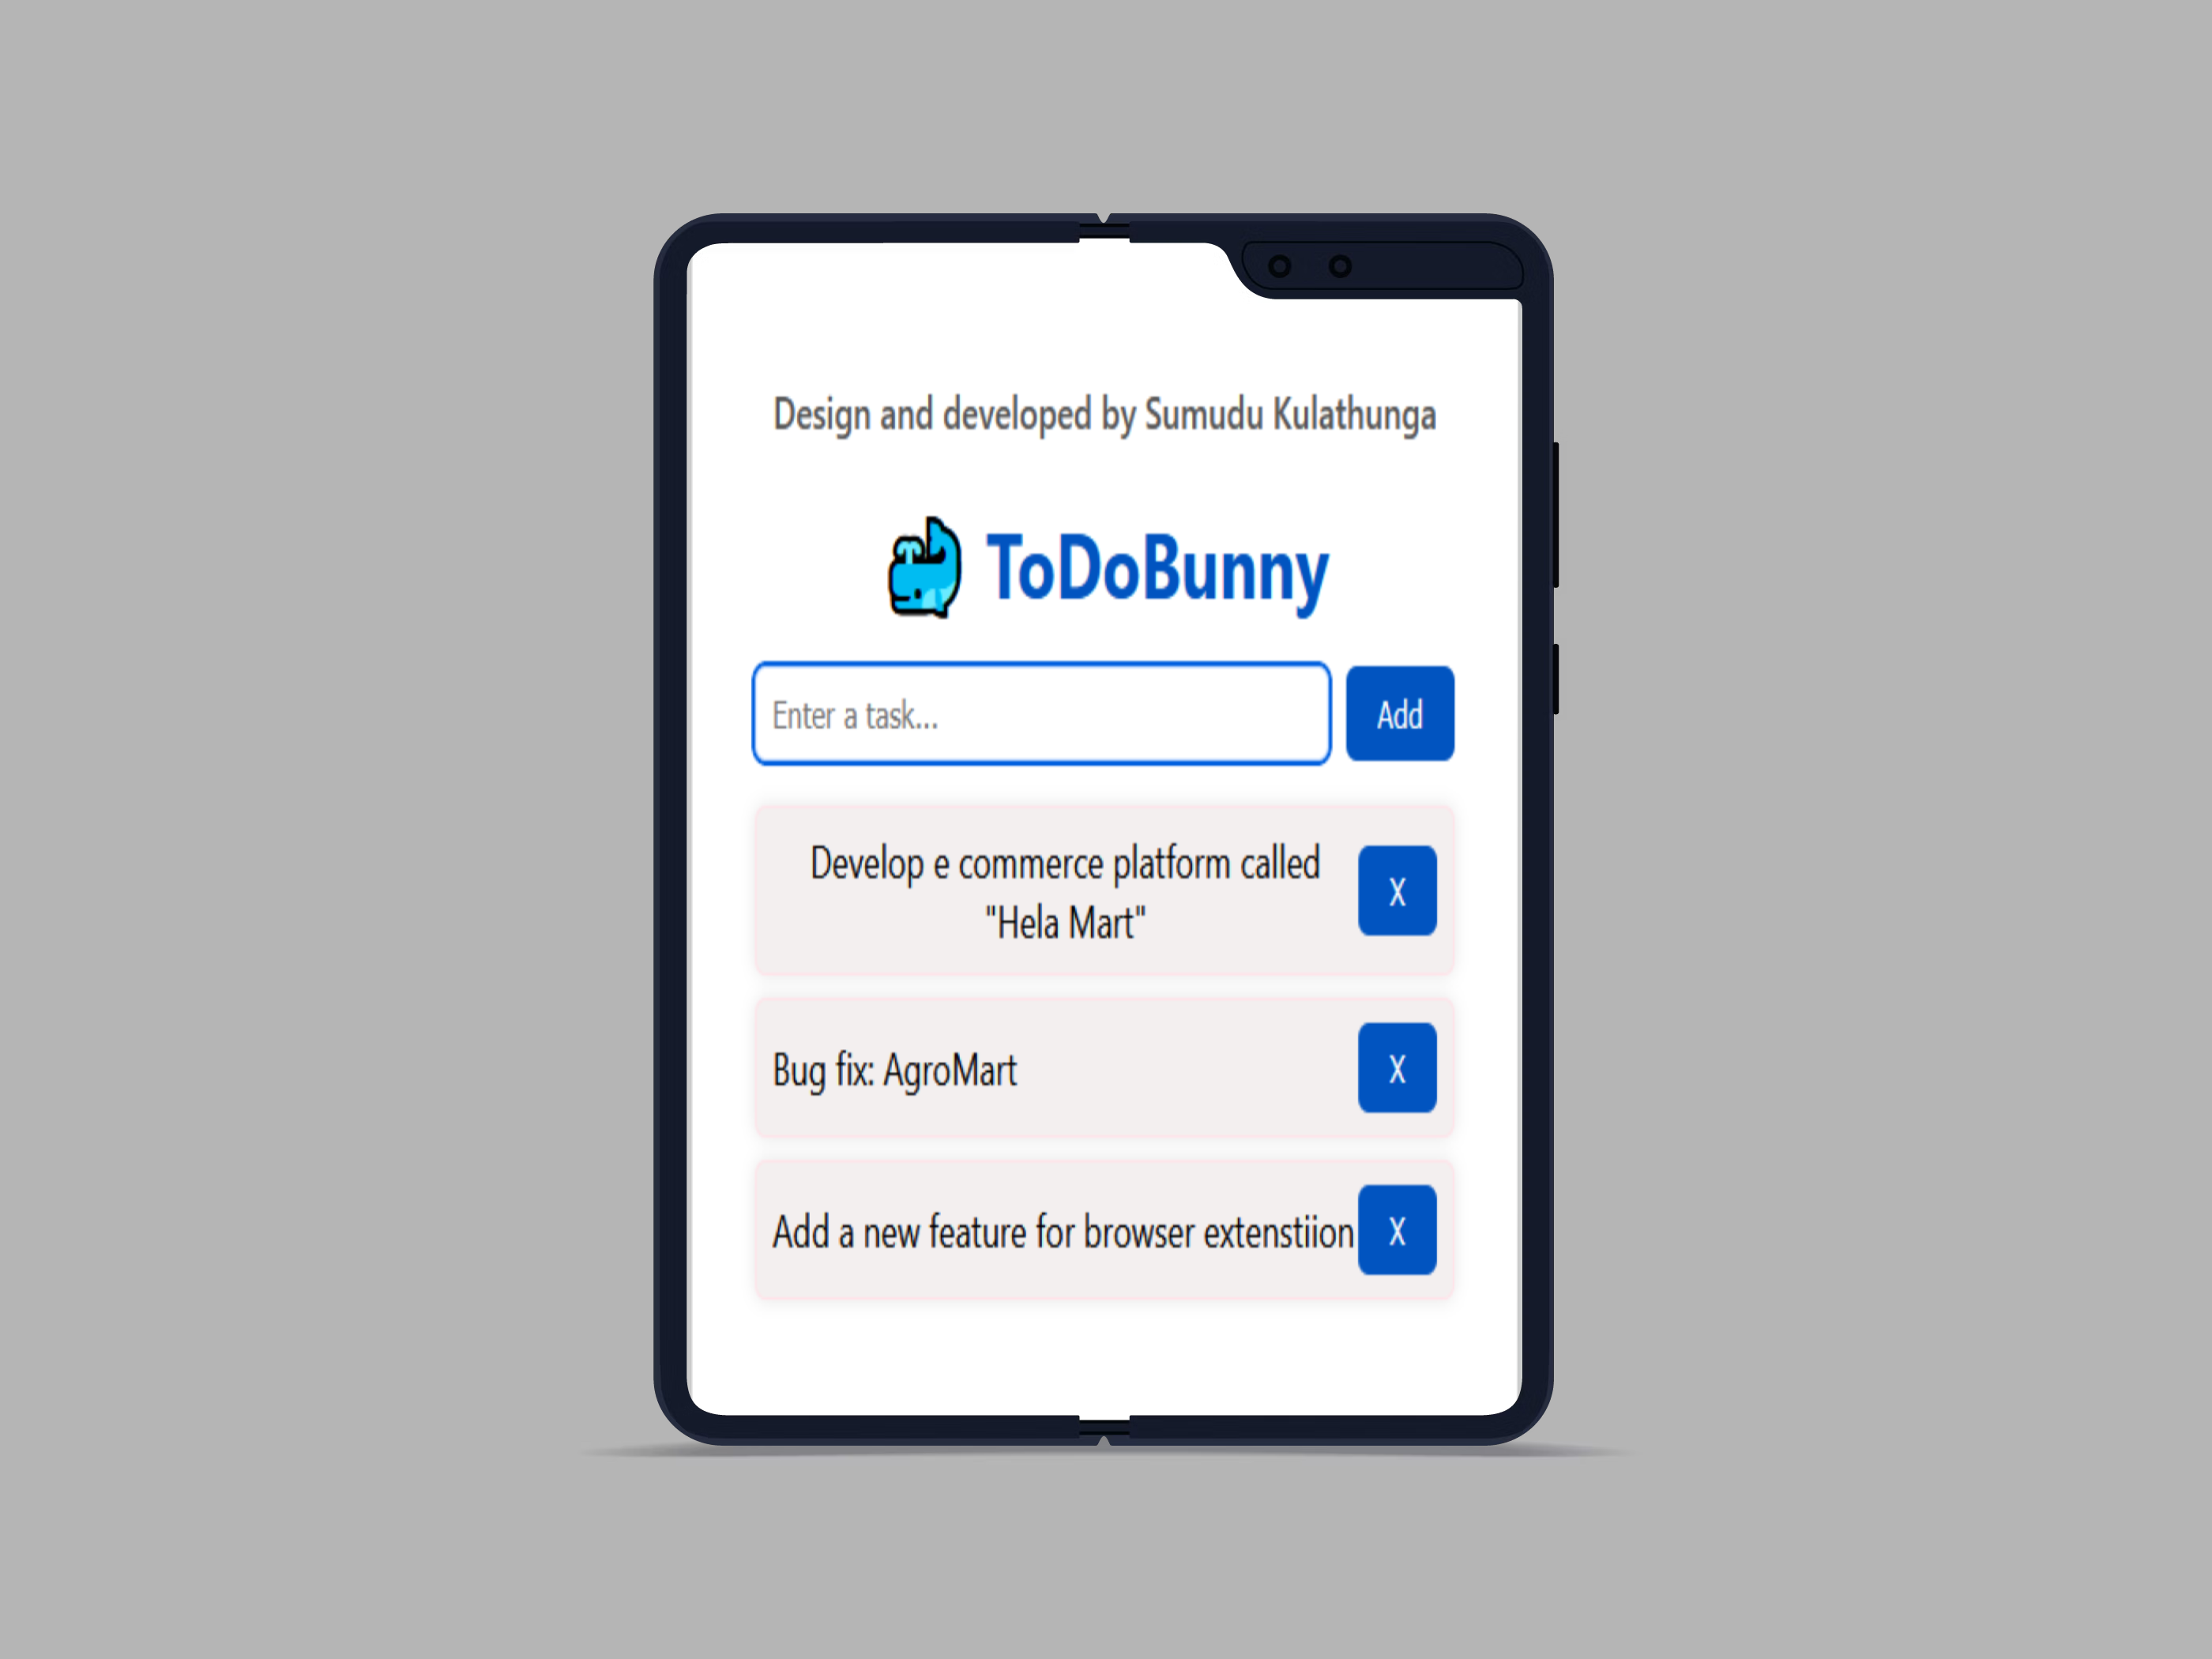 Design and developed by Sumudu Kulathunga
ToDoBunny
Enter a task...
Add
Develop e commerce platform called
"Hela Mart"
X
Bug fix: AgroMart
X
Add a new feature for browser extenstiion
X